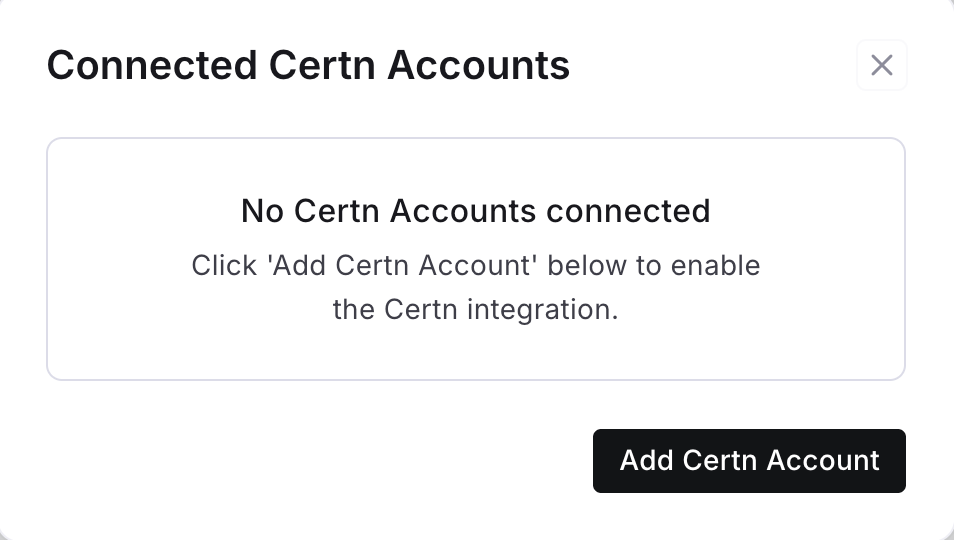 Connected Certn Accounts
No Certn Accounts connected
Click 'Add Certn Account' below to enable
the Certn integration.
Add Certn Account